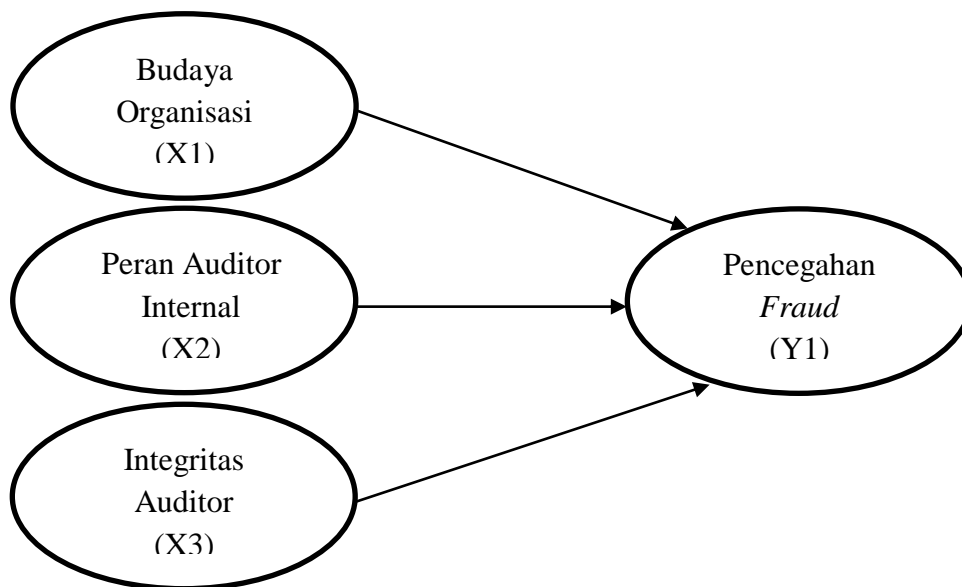 Budaya
Organisasi
(X1)
Peran Auditor
Internal
(X2)
Integritas
Auditor
(X3)
Pencegahan
Fraud
(Y1)